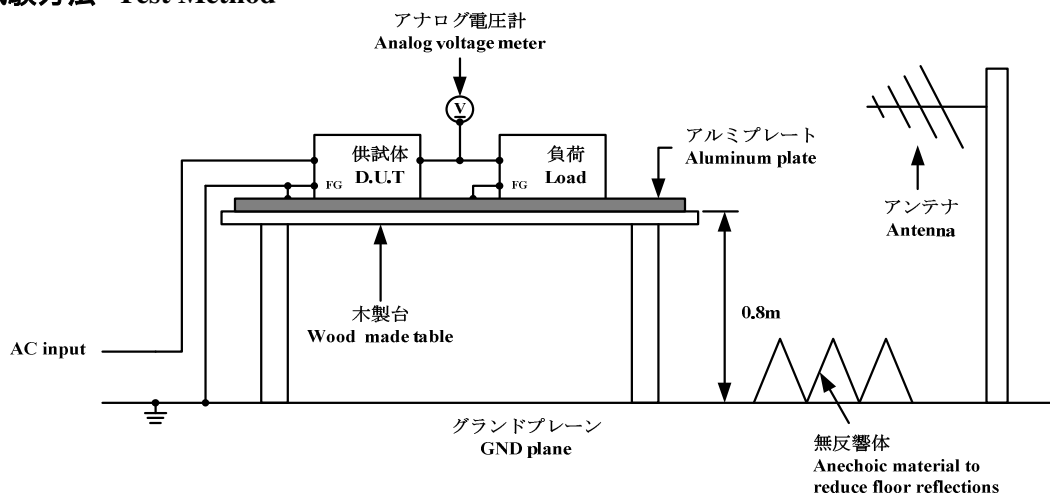 験方法 Test Method
アナログ電圧計
Analog voltage meter
V
アルミプレート
Aluminum plate
供試体
D.U.T
FG
負荷
Load
FG
アンテナ
Antenna
木製台
Wood made table
0.8m
AC input
グランドプレーン
GND plane
無反響体
Anechoic material to
reduce floor reflections